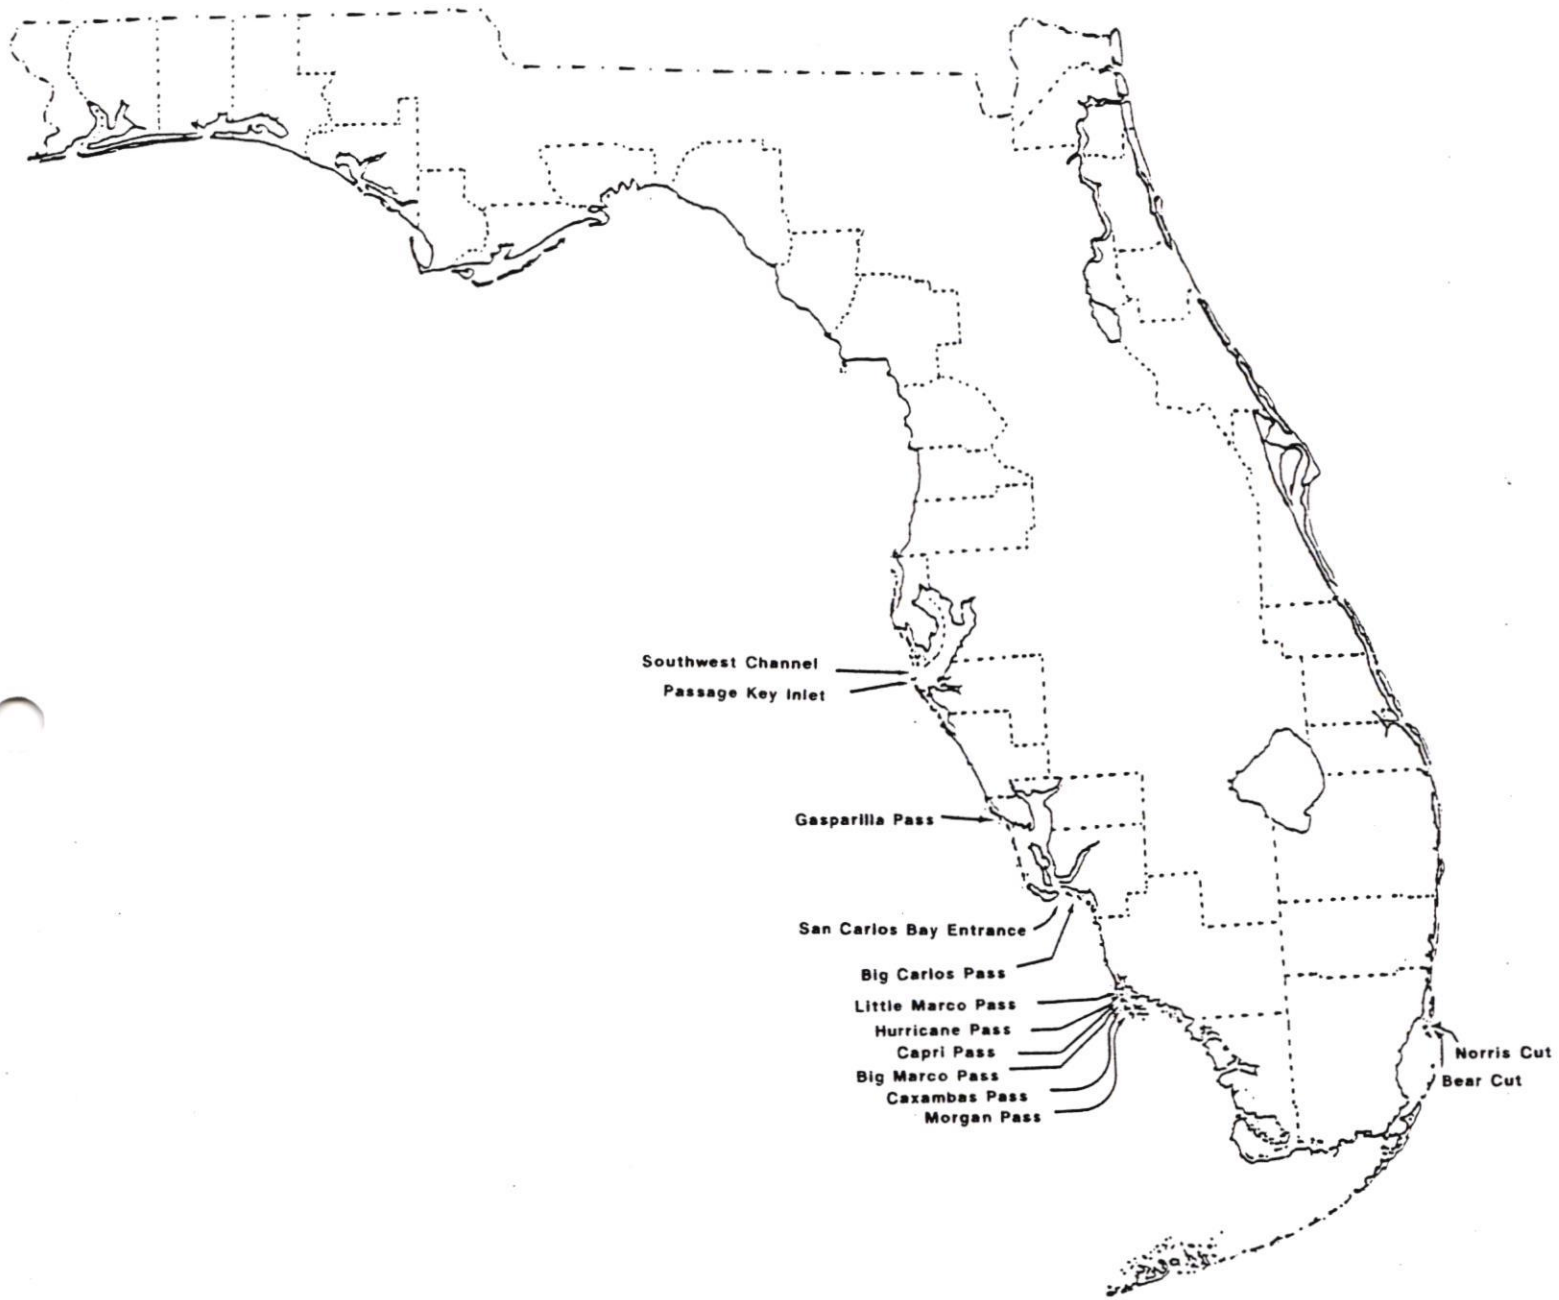 Southwest Channel
Passage Key Inlet
Gasparilla Pass
San Carlos Bay Entrance
Big Carlos Pass
Little Marco Pass
Hurricane Pass
Capri Pass
Big Marco Pass
Caxambas Pass
Morgan Pass
Norris Cut
Bear Cut